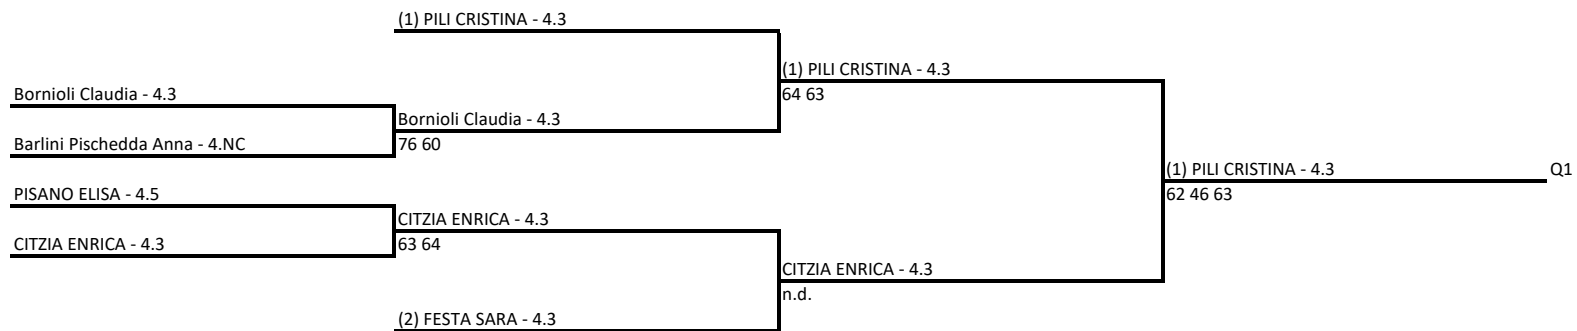 (1) PILI CRISTINA - 4.3
(1) PILI CRISTINA - 4.3
Bornioli Claudia - 4.3
64 63
Bornioli Claudia - 4.3
Barlini Pischedda Anna - 4.NC
76 60
(1) PILI CRISTINA - 4.3
Q1
PISANO ELISA - 4.5
62 46 63
CITZIA ENRICA - 4.3
CITZIA ENRICA - 4.3
63 64
CITZIA ENRICA - 4.3
n.d.
(2) FESTA SARA - 4.3